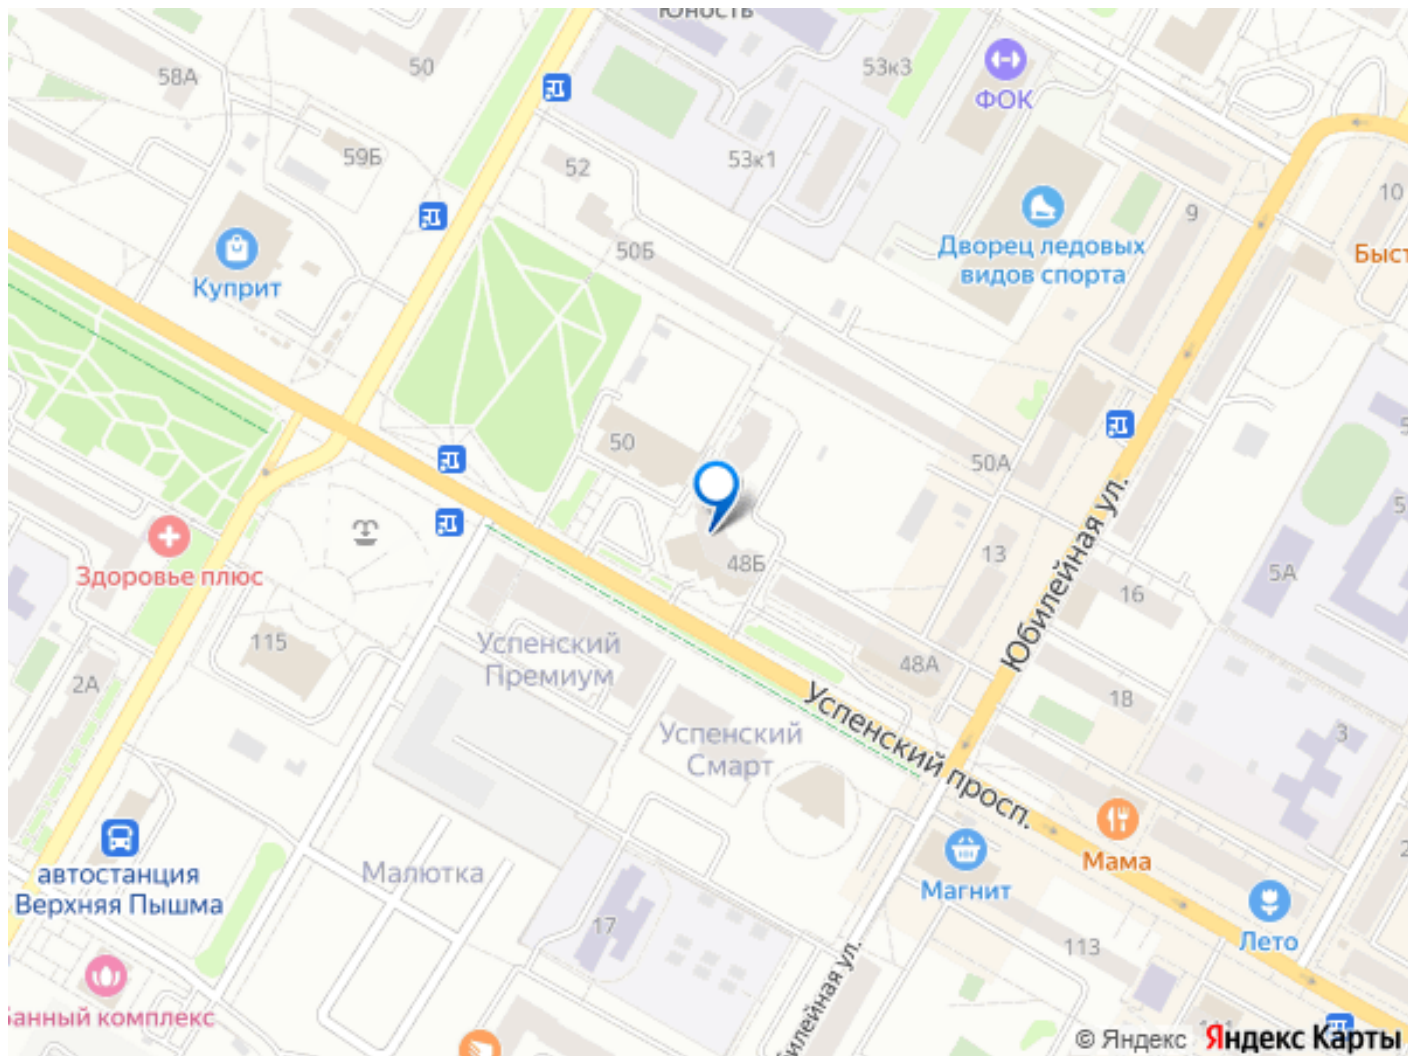 Юность
58А
50
53к3
ФОК
59Б
52
53к1
9
10
Дворец ледовых
видов спорта
50Б
Быст
Куприт
50
50А
Юбилейная ул.
13
48Б
5А
16
Здоровье плюс
115
Успенский
Премиум
48А
2А
18
Успенский
Смарт
3
Успенский просп.
Мама
автостанция
Верхняя Пышма
Малютка
Магнит
17
113
Лето
банный комплекс
билейная ул.
© Яндекс Яндекс Карты